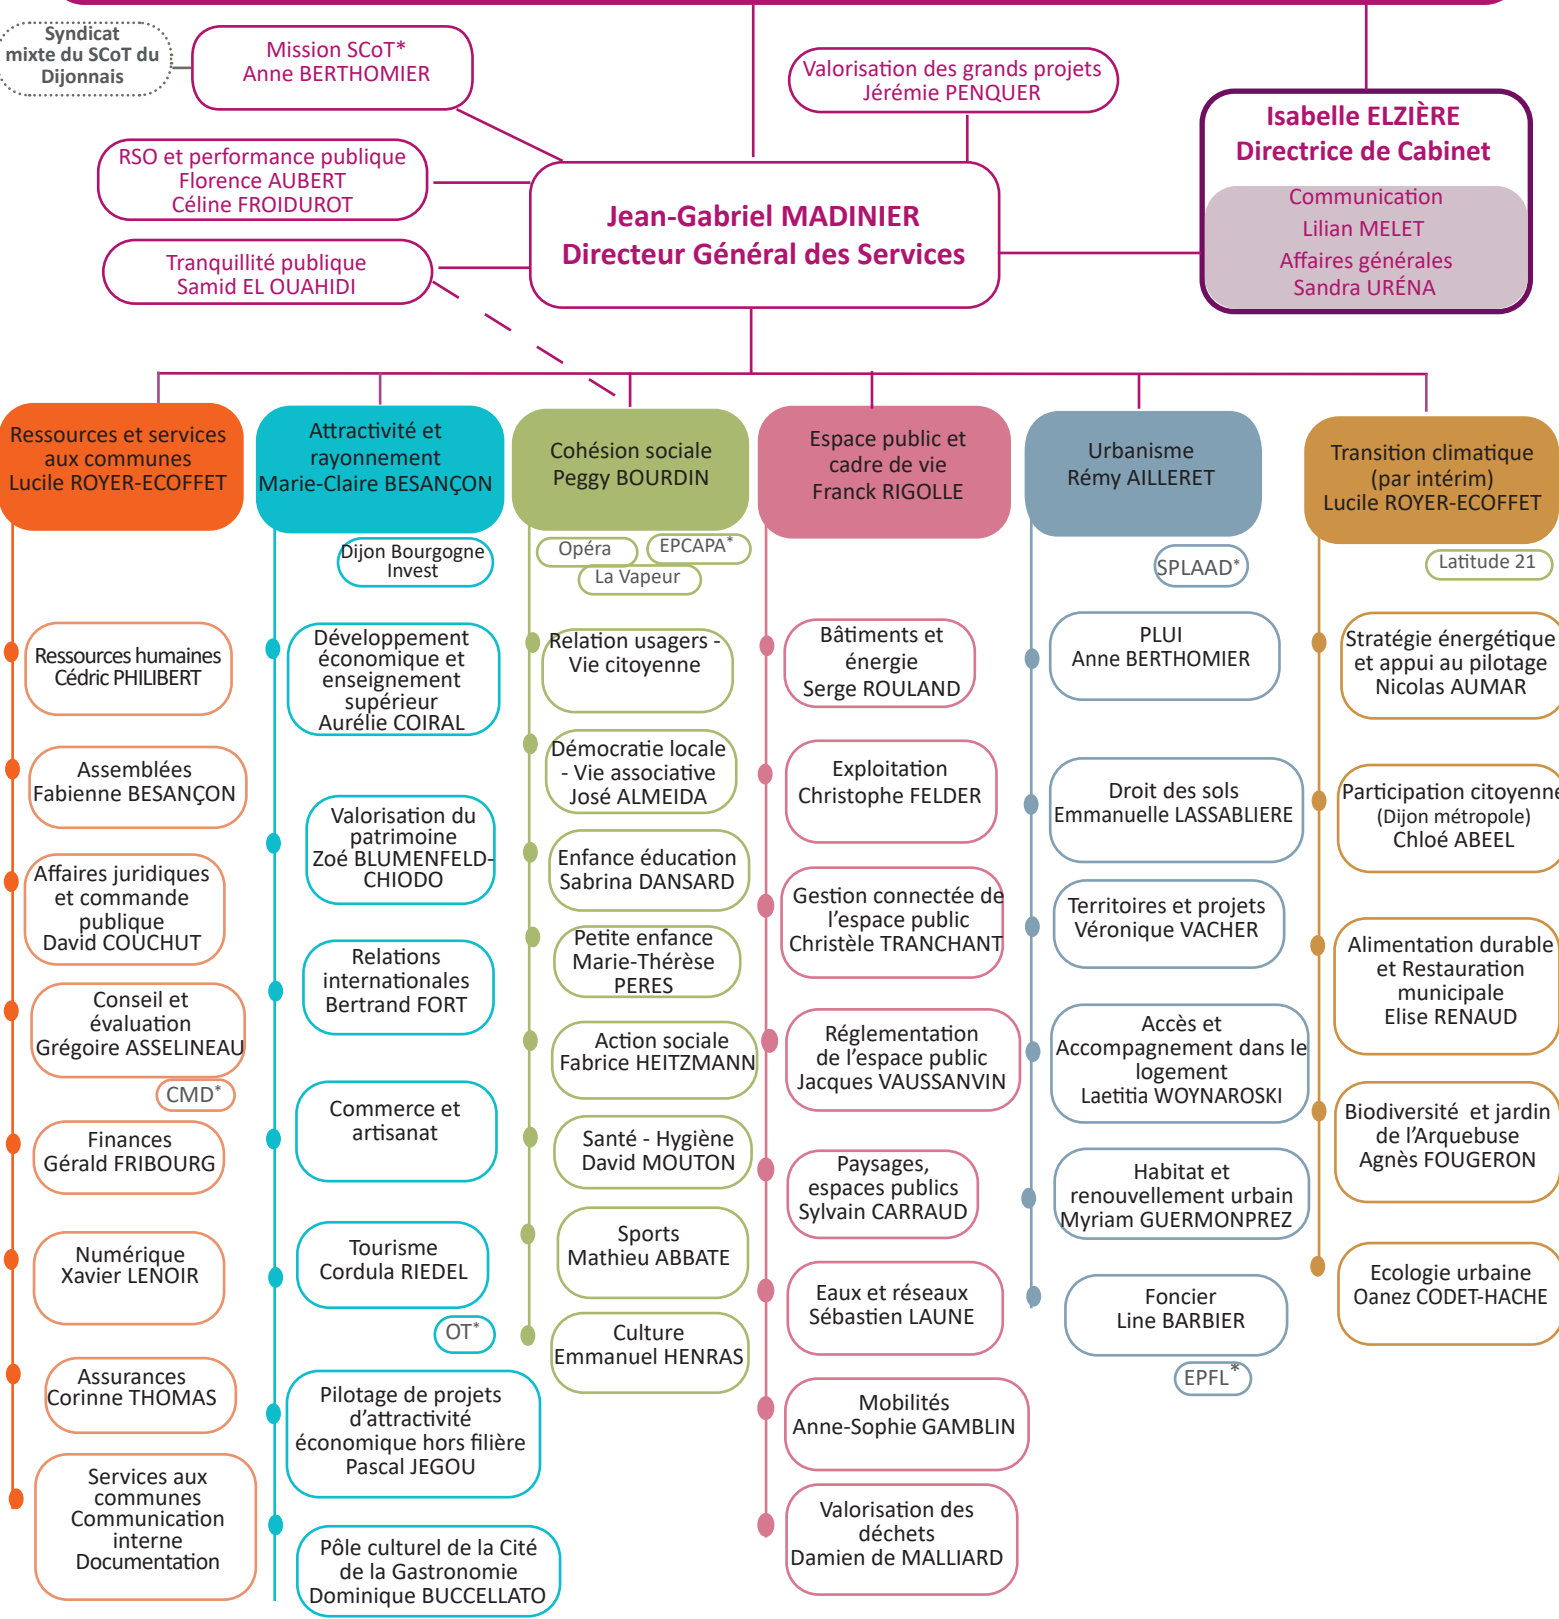 Syndicat
mixte du SCoT du
Dijonnais
Mission SCoT*
Anne BERTHOMIER
Valorisation des grands projets
Jérémie PENQUER
Isabelle ELZIÈRE
Directrice de Cabinet
Communication
Lilian MELET
Affaires générales
Sandra URÉNA
RSO et performance publique
Florence AUBERT
Céline FROIDUROT
Jean-Gabriel MADINIER
Directeur Général des Services
Tranquillité publique
Samid EL OUAHIDI
Ressources et services
aux communes
Lucile ROYER-ECOFFET
Ressources humaines
Cédric PHILIBERT
Assemblées
Fabienne BESANÇON
Affaires juridiques
et commande
publique
David COUCHUT
Conseil et
évaluation
Grégoire ASSELINEAU
CMD*
Finances
Gérald FRIBOURG
Numérique
Xavier LENOIR
Assurances
Corinne THOMAS
Services aux
communes
Communication
interne
Documentation
Attractivité et
rayonnement
Marie-Claire BESANÇON
Dijon Bourgogne
Invest
Développement
économique et
enseignement
supérieur
Aurélie COIRAL
Valorisation du
patrimoine
Zoé BLUMENFELD-
CHIODO
Relations
internationales
Bertrand FORT
Commerce et
artisanat
Tourisme
Cordula RIEDEL
OT*
Pilotage de projets
d’attractivité
économique hors filière
Pascal JEGOU
Pôle culturel de la Cité
de la Gastronomie
Dominique BUCCELLATO
Cohésion sociale
Peggy BOURDIN
Opéra
EPCAPA*
La Vapeur
Relation usagers -
Vie citoyenne
Démocratie locale
- Vie associative
José ALMEIDA
Enfance éducation
Sabrina DANSARD
Petite enfance
Marie-Thérèse
PERES
Action sociale
Fabrice HEITZMANN
Santé - Hygiène
David MOUTON
Sports
Mathieu ABBATE
Culture
Emmanuel HENRAS
Espace public et
cadre de vie
Franck RIGOLLE
Bâtiments et
énergie
Serge ROULAND
Exploitation
Christophe FELDER
Gestion connectée de
l’espace public
Christèle TRANCHANT
Réglementation
de l’espace public
Jacques VAUSSANVIN
Paysages,
espaces publics
Sylvain CARRAUD
Eaux et réseaux
Sébastien LAUNE
Mobilités
Anne-Sophie GAMBLIN
Valorisation des
déchets
Damien de MALLIARD
Urbanisme
Rémy AILLERET
SPLAAD*
PLUI
Anne BERTHOMIER
Droit des sols
Emmanuelle LASSABLIERE
Territoires et projets
Véronique VACHER
Accès et
Accompagnement dans le
logement
Laetitia WOYNAROSKI
Habitat et
renouvellement urbain
Myriam GUERMONPREZ
Foncier
Line BARBIER
EPFL*
Transition climatique
(par intérim)
Lucile ROYER-ECOFFET
Latitude 21
Stratégie énergétique
et appui au pilotage
Nicolas AUMAR
Participation citoyenne
(Dijon métropole)
Chloé ABEEL
Alimentation durable
et Restauration
municipale
Elise RENAUD
Biodiversité et jardin
de l’Arquebuse
Agnès FOUGERON
Ecologie urbaine
Oanez CODET-HACHE